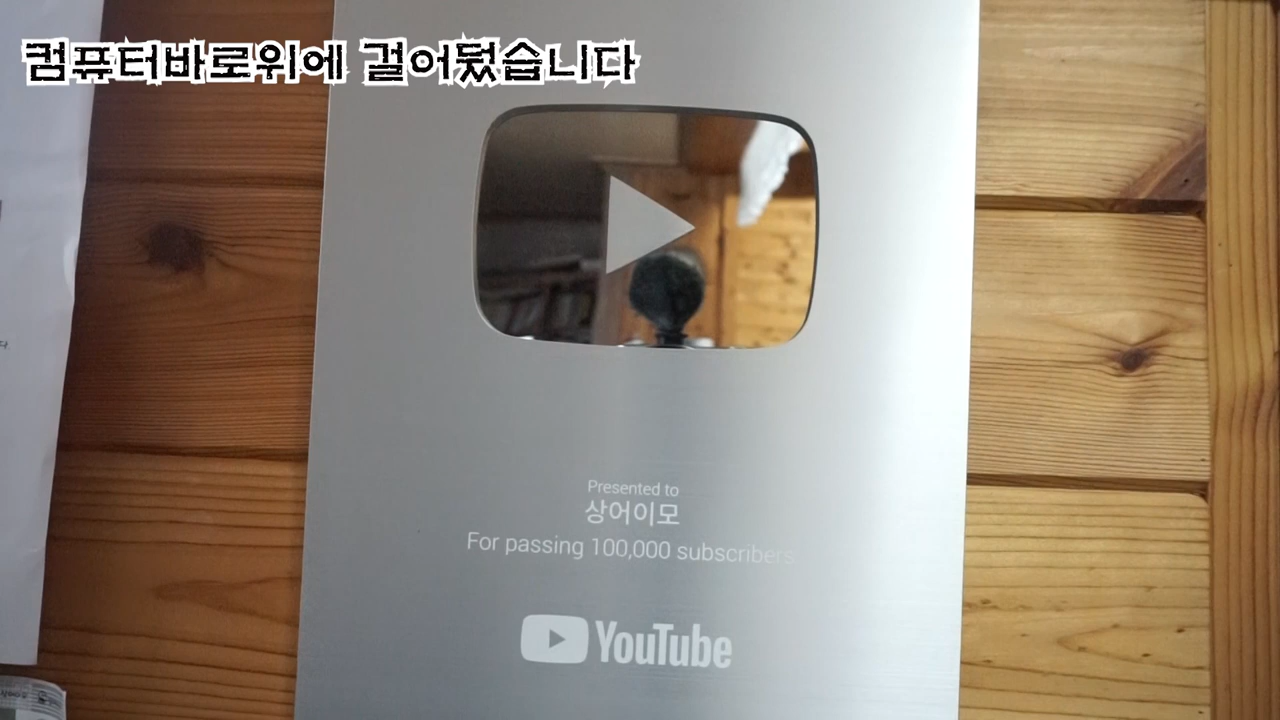 컴퓨터바로위에 걸어뒀습니다
다.
Presented to
상어이모
For passing 100,000 subscribers
YouTube